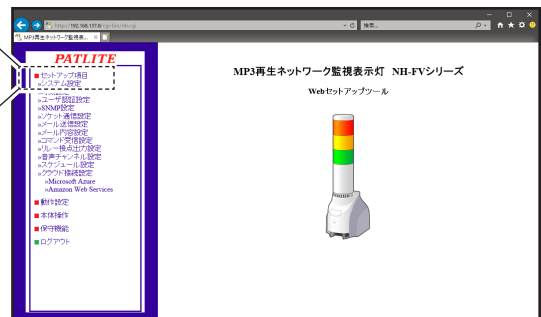 http://192.168.137.8/cgi-bin/nh.cgi
検索...
MP3再生ネットワーク監視表...
PATLITE
■セットアップ項目
»システム設定
»ユーザ認証設定
»SNMP設定
»ソケット通信設定
»メール送信設定
»メール内容設定
»コマンド受信設定
»リレー接点出力設定
»音声チャンネル設定
»スケジュール設定
»クラウド接続設定
»Microsoft Azure
»Amazon Web Services
■動作設定
■本体操作
■保守機能
■ログアウト
MP3再生ネットワーク監視表示灯 NH-FVシリーズ
Webセットアップツール